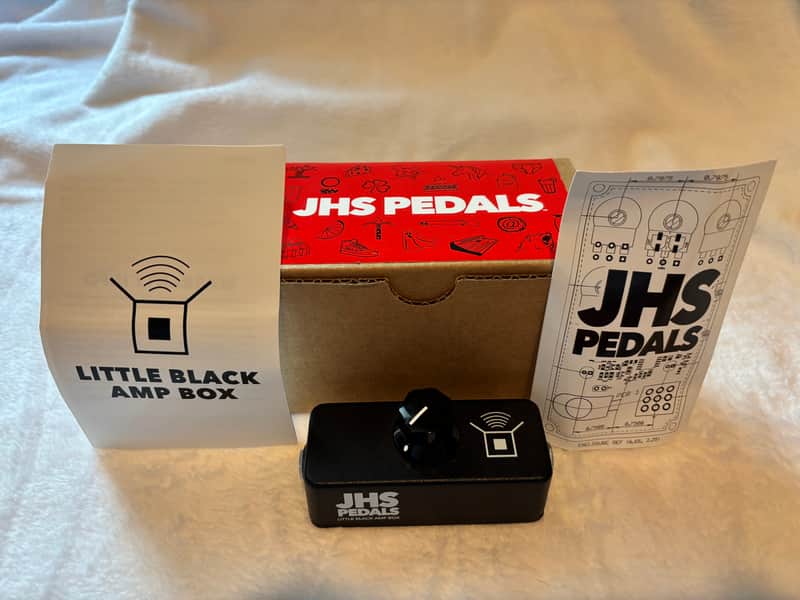 LITTLE BLACK
AMP BOX
JHS PEDALS.
JHS
PEDALS
JHS
PEDALS
LITTLE BLACK AMP BOX